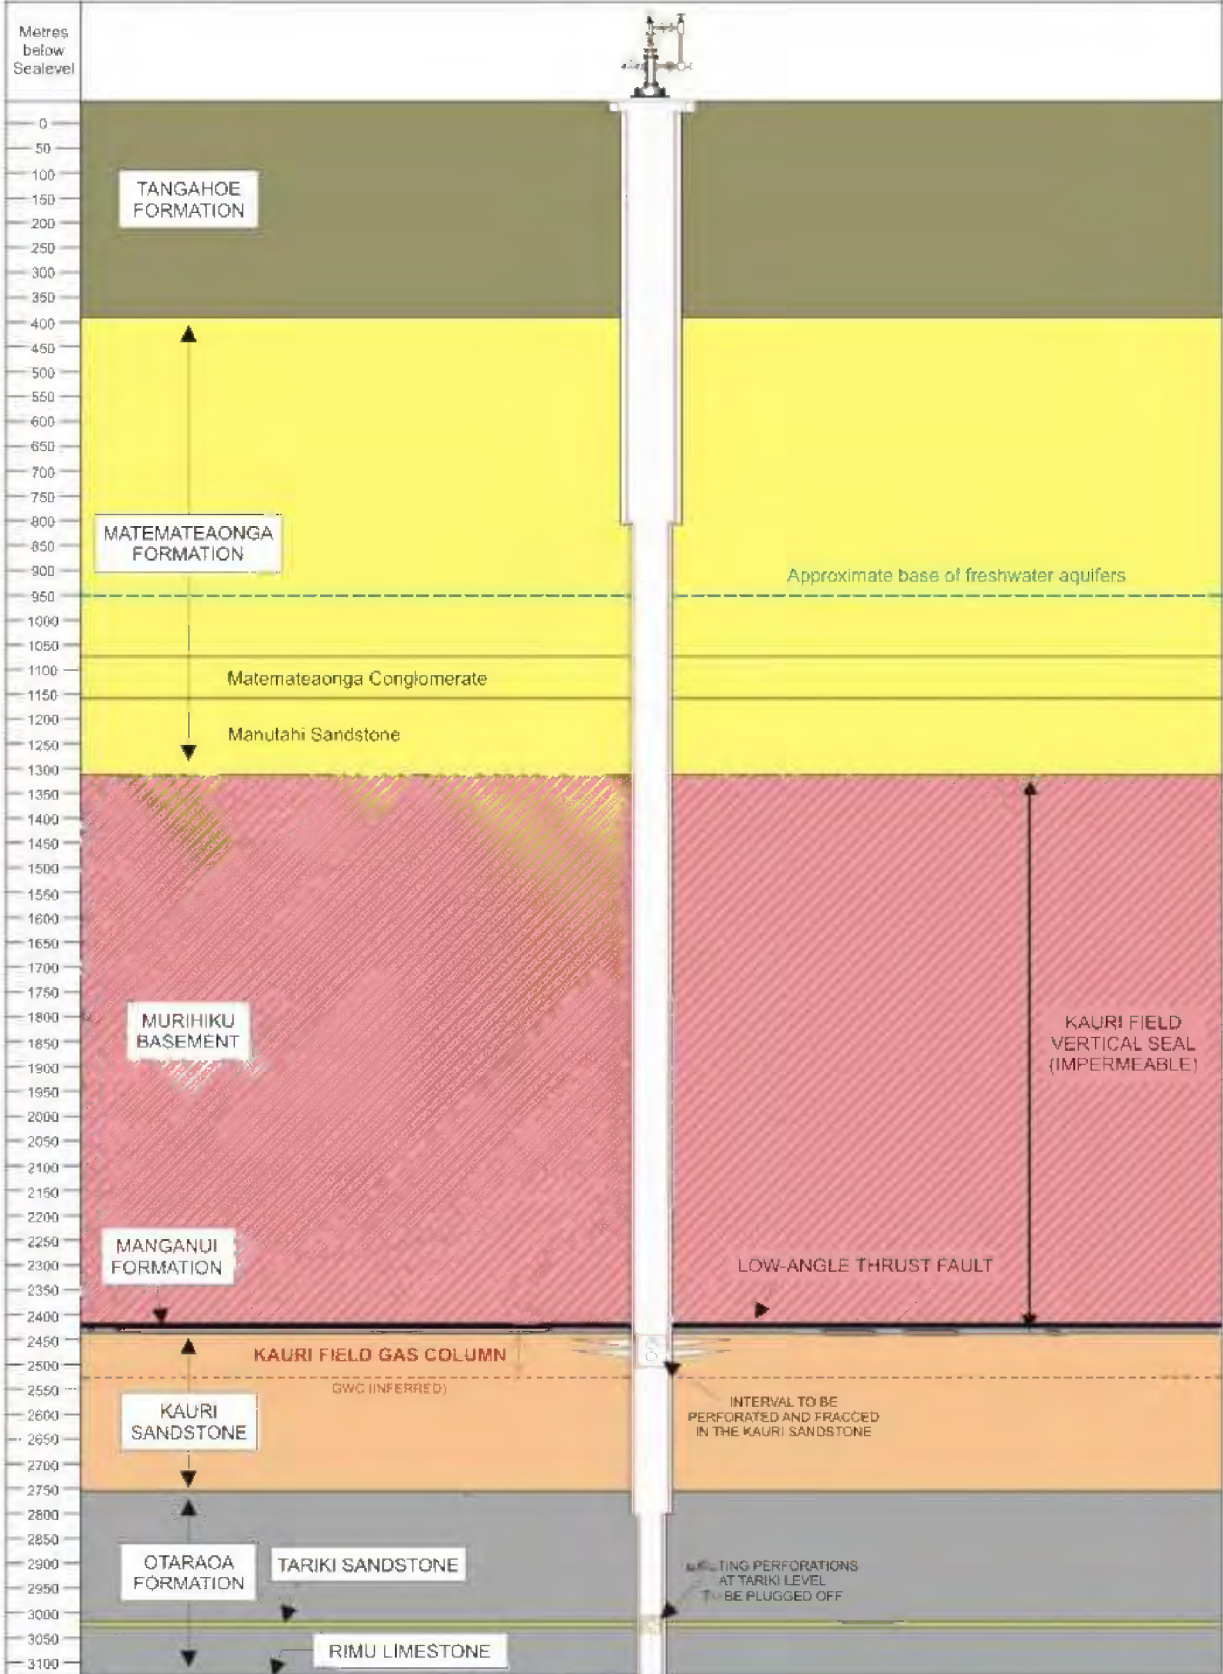 Metres
below
Sealevel
0
50
100
150
200
250
300
350
400
450
500
550
600
650
700
750
800
850
900
950
1000
1050
1100
1150
1200
1250
1300
1350
1400
1450
1500
1550
1600
1650
1700
1750
1800
1850
1900
1950
2000
2050
2100
2150
2200
2250
2300
2350
2400
2450
2500
2550
2600
2650
2700
2750
2800
2850
2900
2950
3000
3050
3100
TANGAHOE
FORMATION
MATEMATEAONGA
FORMATION
Approximate base of freshwater aquifers
Matemateaonga Conglomerate
Manutahi Sandstone
MURIHIKU
BASEMENT
KAURI FIELD
VERTICAL SEAL
(IMPERMEABLE)
MANGANUI
FORMATION
LOW-ANGLE THRUST FAULT
KAURI FIELD GAS COLUMN
GWC (INFERRED)
KAURI
SANDSTONE
INTERVAL TO BE
PERFORATED AND FRACCED
IN THE KAURI SANDSTONE
OTARAOA
FORMATION
TARIKI SANDSTONE
PERFORATIONS
AT TARIKI LEVEL
BE PLUGGED OFF
RIMU LIMESTONE